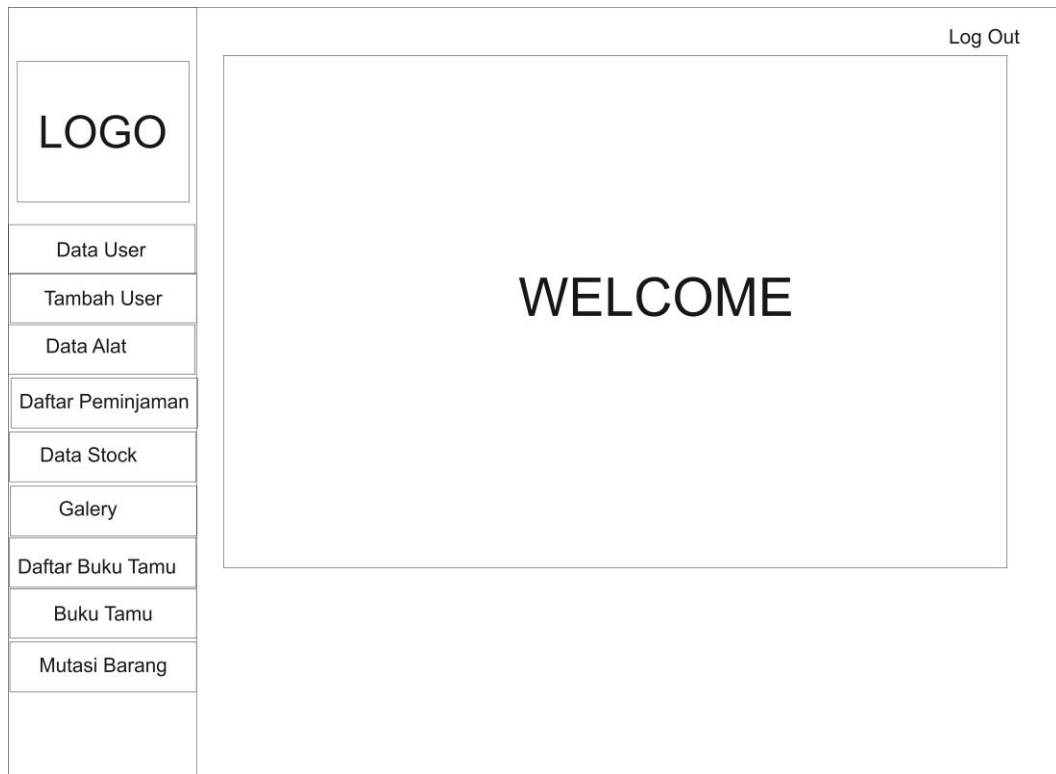 Log Out
LOGO
Data User
Tambah User
Data Alat
Daftar Peminjaman
Data Stock
Galery
Daftar Buku Tamu
Buku Tamu
Mutasi Barang
WELCOME